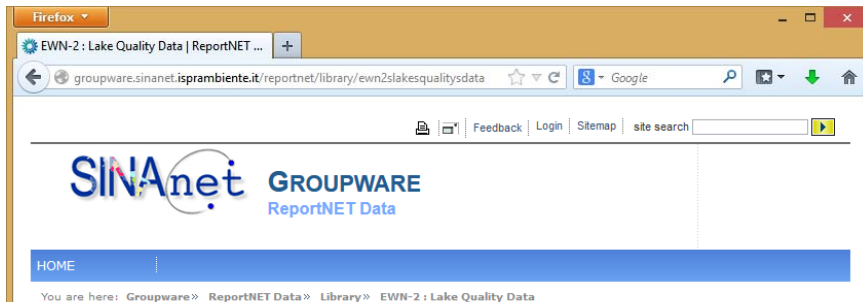 Firefox
EWN-2 : Lake Quality Data | ReportNET ...
groupware.sinanet.isprambiente.it/reportnet/library/ewn2slakesqualitysdata
Google
Feedback Login Sitemap site search
SINAnet GROUPWARE
ReportNET Data
HOME
You are here: Groupware» ReportNET Data» Library» EWN-2 : Lake Quality Data